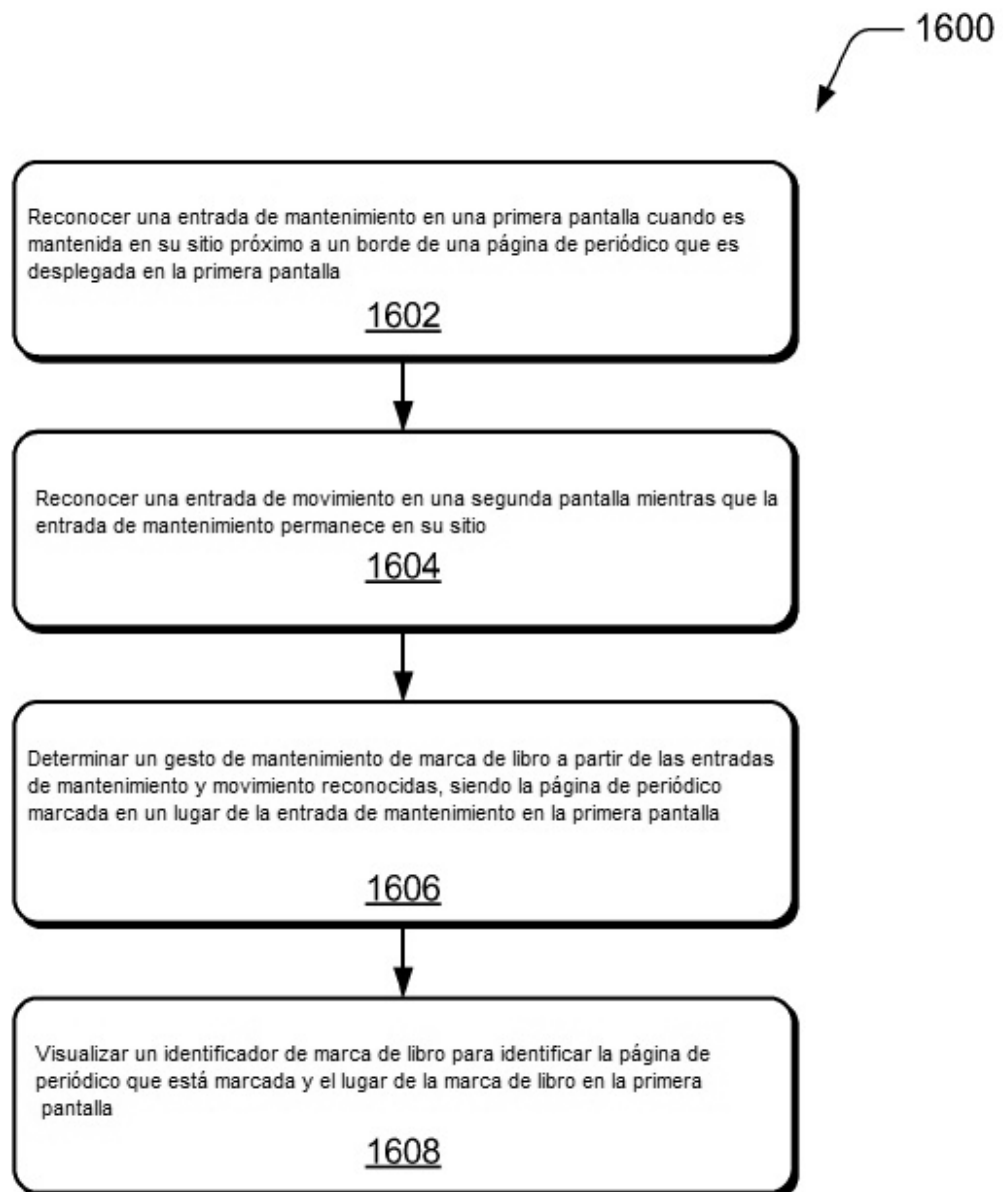 1600
Reconocer una entrada de mantenimiento en una primera pantalla cuando es
mantenida en su sitio próximo a un borde de una página de periódico que es
desplegada en la primera pantalla
1602
Reconocer una entrada de movimiento en una segunda pantalla mientras que la
entrada de mantenimiento permanece en su sitio
1604
Determinar un gesto de mantenimiento de marca de libro a partir de las entradas
de mantenimiento y movimiento reconocidas, siendo la página de periódico
marcada en un lugar de la entrada de mantenimiento en la primera pantalla
1606
Visualizar un identificador de marca de libro para identificar la página de
periódico que está marcada y el lugar de la marca de libro en la primera
pantalla
1608